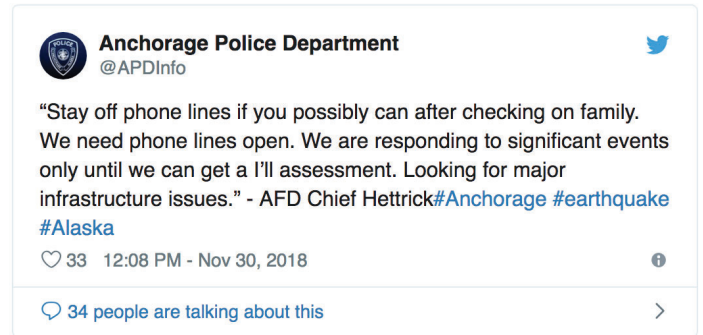 Anchorage Police Department
@APDInfo
“Stay off phone lines if you possibly can after checking on family.
We need phone lines open. We are responding to significant events
only until we can get a I’ll assessment. Looking for major
infrastructure issues.” - AFD Chief Hettrick#Anchorage #earthquake
#Alaska
33 12:08 PM - Nov 30, 2018
34 people are talking about this